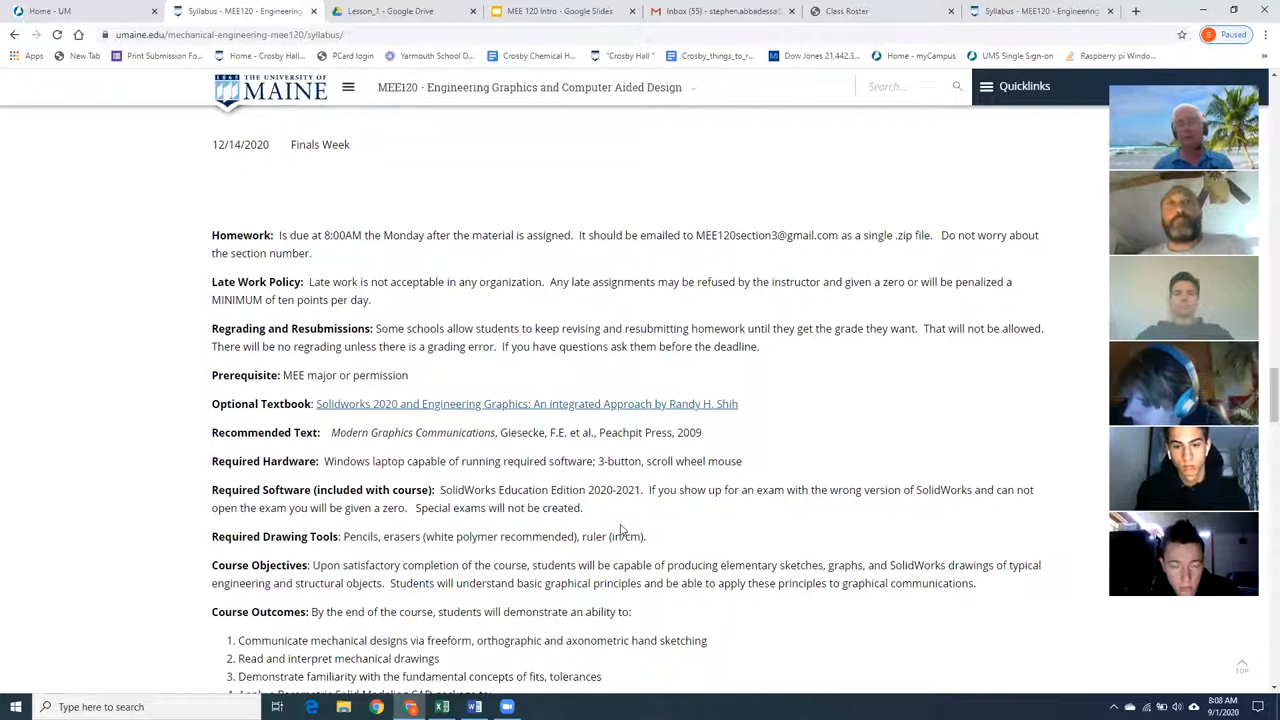 Home - UM
Syllabus - MEE120 - Engineering
Lesson_1 - Google Drive
MEE 120 Intro - Google Slides
Inbox (55) - stephen.abbadessa@
Class Roster
Syllabus - MEE120 - Engineering
umaine.edu/mechanical-engineering-mee120/syllabus/
S Paused
Apps New Tab Print Submission Fo... Home - Crosby Hall... PCard login Yarmouth School D... Crosby Chemical H... "Crosby Hall " Crosby_things_to_r... Dow Jones 21,442.3... Home - myCampus UMS Single Sign-on Raspberry pi Windo...
1865 THE UNIVERSITY OF
MAINE
MEE120 - Engineering Graphics and Computer Aided Design
Search...
Quicklinks
12/14/2020 Finals Week
Homework: Is due at 8:00AM the Monday after the material is assigned. It should be emailed to MEE120section3@gmail.com as a single .zip file. Do not worry about
the section number.
Late Work Policy: Late work is not acceptable in any organization. Any late assignments may be refused by the instructor and given a zero or will be penalized a
MINIMUM of ten points per day.
Regrading and Resubmissions: Some schools allow students to keep revising and resubmitting homework until they get the grade they want. That will not be allowed.
There will be no regrading unless there is a grading error. If you have questions ask them before the deadline.
Prerequisite: MEE major or permission
Optional Textbook: Solidworks 2020 and Engineering Graphics: An integrated Approach by Randy H. Shih
Recommended Text: Modern Graphics Communications, Giesecke, F.E. et al., Peachpit Press, 2009
Required Hardware: Windows laptop capable of running required software; 3-button, scroll wheel mouse
Required Software (included with course): SolidWorks Education Edition 2020-2021. If you show up for an exam with the wrong version of SolidWorks and can not
open the exam you will be given a zero. Special exams will not be created.
Required Drawing Tools: Pencils, erasers (white polymer recommended), ruler (in/cm).
Course Objectives: Upon satisfactory completion of the course, students will be capable of producing elementary sketches, graphs, and SolidWorks drawings of typical
engineering and structural objects. Students will understand basic graphical principles and be able to apply these principles to graphical communications.
Course Outcomes: By the end of the course, students will demonstrate an ability to:
1. Communicate mechanical designs via freeform, orthographic and axonometric hand sketching
2. Read and interpret mechanical drawings
3. Demonstrate familiarity with the fundamental concepts of fits, tolerances
4. Apply a Parametric Solid Modeling CAD package to:
TOP
Type here to search
8:08 AM
9/1/2020